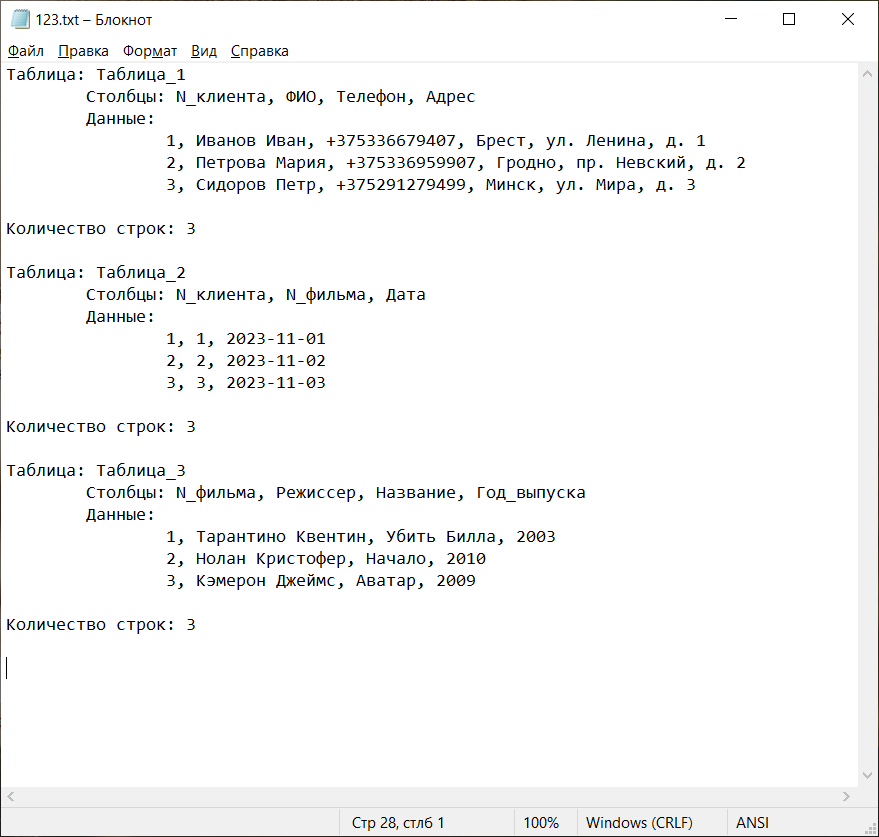 123.txt – Блокнот
Файл Правка Формат Вид Справка
Таблица: Таблица_1
Столбцы: N_клиента, ФИО, Телефон, Адрес
Данные:
1, Иванов Иван, +375336679407, Брест, ул. Ленина, д. 1
2, Петрова Мария, +375336959907, Гродно, пр. Невский, д. 2
3, Сидоров Петр, +375291279499, Минск, ул. Мира, д. 3
Количество строк: 3
Таблица: Таблица_2
Столбцы: N_клиента, N_фильма, Дата
Данные:
1, 1, 2023-11-01
2, 2, 2023-11-02
3, 3, 2023-11-03
Количество строк: 3
Таблица: Таблица_3
Столбцы: N_фильма, Режиссер, Название, Год_выпуска
Данные:
1, Тарантино Квентин, Убить Билла, 2003
2, Нолан Кристофер, Начало, 2010
3, Кэмерон Джеймс, Аватар, 2009
Количество строк: 3
Стр 28, стлб 1 100% Windows (CRLF) ANSI